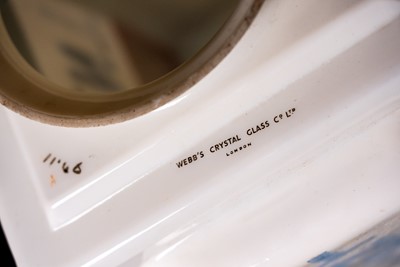 WEBB'S CRYSTAL GLASS Cº LTD
LONDON
11.66